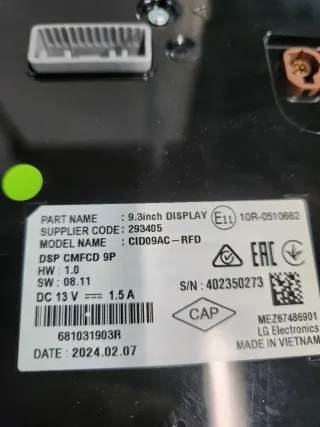 PART NAME : 9.3inch DISPLAY
SUPPLIER CODE : 293405
MODEL NAME : CID09AC-RFD
E11
10R-0510662
DSP CMFCD 9P
HW : 1.0
SW : 08.11
DC 13 V ⎓ 1.5 A
EAC
S/N : 402350273
681031903R
CAP
DATE : 2024.02.07
MEZ67486901
LG Electronics
MADE IN VIETNAM